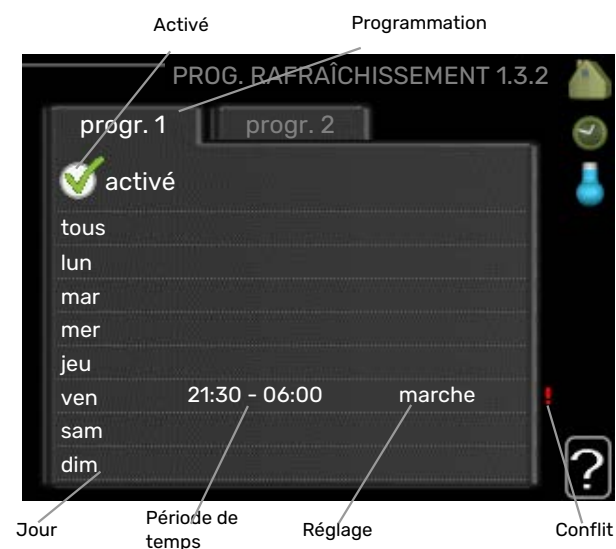 Activé
Programmation
PROG. RAFRAÎCHISSEMENT 1.3.2
progr. 1
progr. 2
activé
tous
lun
mar
mer
jeu
ven 21:30 - 06:00 marche !
sam
dim
?
Jour
Période de
temps
Réglage
Conflit